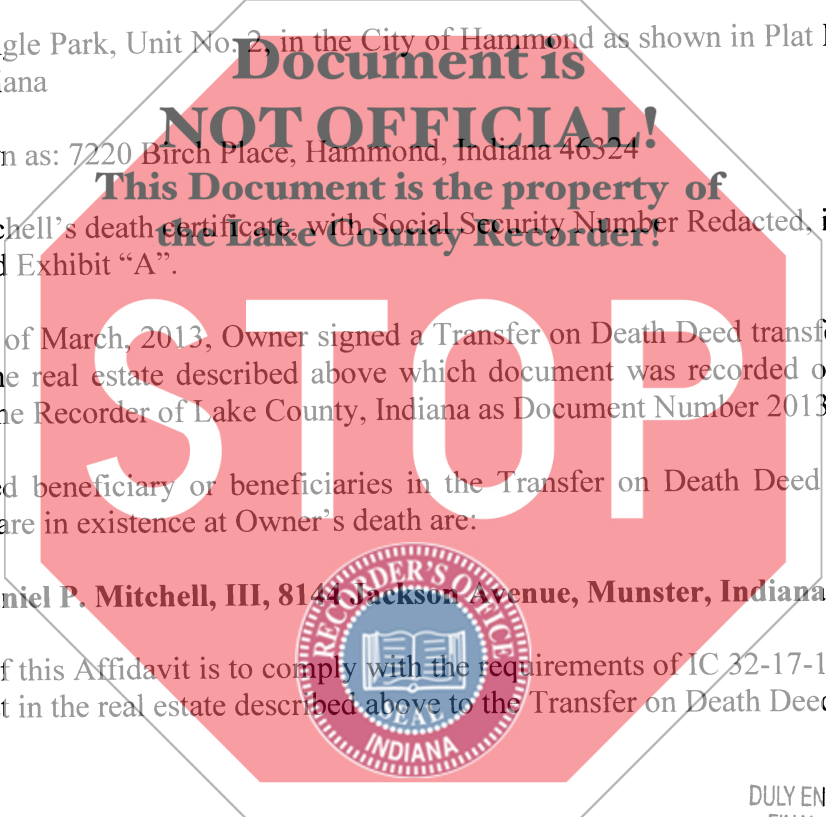 gle Park, Unit No. 2, in the City of Hammond as shown in Plat
iana
Document is
NOT OFFICIAL!
n as: 7220 Birch Place, Hammond, Indiana 46324
This Document is the property of
the Lake County Recorder!
chell’s death certificate, with Social Security Number Redacted, i
d Exhibit “A”.
of March, 2013, Owner signed a Transfer on Death Deed transfe
ne real estate described above which document was recorded o
he Recorder of Lake County, Indiana as Document Number 2013
STOP
ed beneficiary or beneficiaries in the Transfer on Death Deed
are in existence at Owner’s death are:
niel P. Mitchell, III, 8144 Jackson Avenue, Munster, Indiana
f this Affidavit is to comply with the requirements of IC 32-17-1
t in the real estate described above to the Transfer on Death Deed
RECORDER'S OFFICE
SEAL
INDIANA
DULY EN